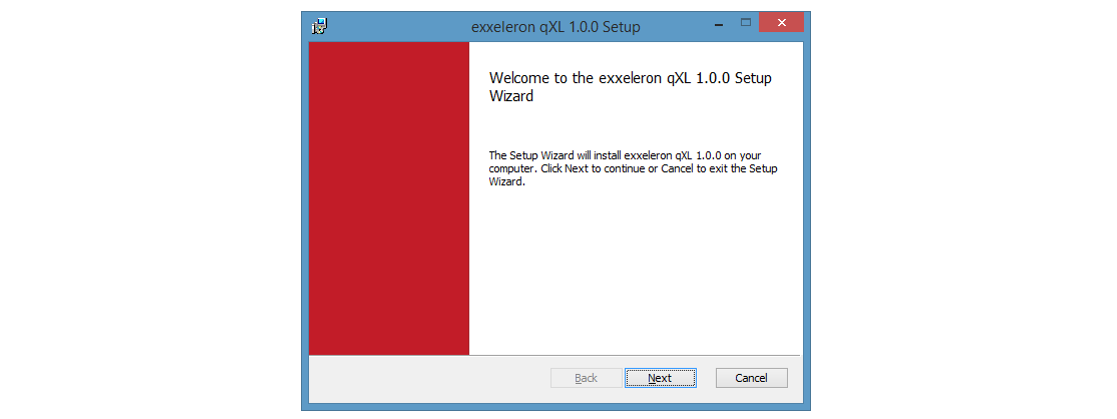 exxeleron qXL 1.0.0 Setup
Welcome to the exxeleron qXL 1.0.0 Setup
Wizard
The Setup Wizard will install exxeleron qXL 1.0.0 on your
computer. Click Next to continue or Cancel to exit the Setup
Wizard.
Back Next Cancel